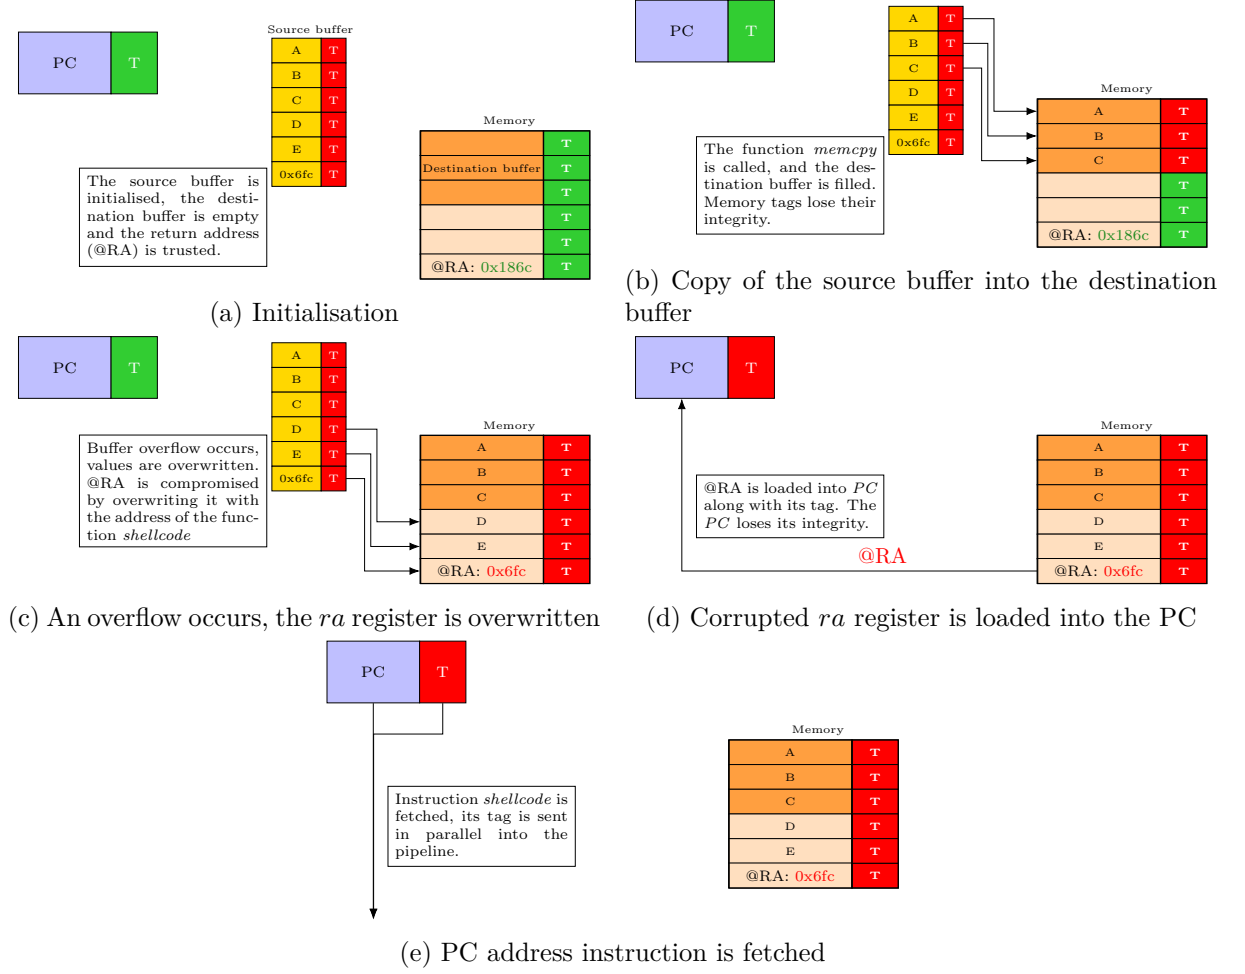 PC T
Source buffer
A T
B T
C T
D T
E T
0x6fc T
Memory
T
Destination buffer T
T
T
T
@RA: 0x186c T
The source buffer is
initialised, the desti-
nation buffer is empty
and the return address
(@RA) is trusted.
(a) Initialisation
PC T
A T
B T
C T
D T
E T
0x6fc T
Memory
A T
B T
C T
T
T
@RA: 0x186c T
The function memcpy
is called, and the des-
tination buffer is filled.
Memory tags lose their
integrity.
(b) Copy of the source buffer into the destination
buffer
PC T
A T
B T
C T
D T
E T
0x6fc T
Memory
A T
B T
C T
D T
E T
@RA: 0x6fc T
Buffer overflow occurs,
values are overwritten.
@RA is compromised
by overwriting it with
the address of the func-
tion shellcode
(c) An overflow occurs, the ra register is overwritten
PC T
Memory
A T
B T
C T
D T
E T
@RA: 0x6fc T
@RA is loaded into PC
along with its tag. The
PC loses its integrity.
@RA
(d) Corrupted ra register is loaded into the PC
PC T
Memory
A T
B T
C T
D T
E T
@RA: 0x6fc T
Instruction shellcode is
fetched, its tag is sent
in parallel into the
pipeline.
(e) PC address instruction is fetched